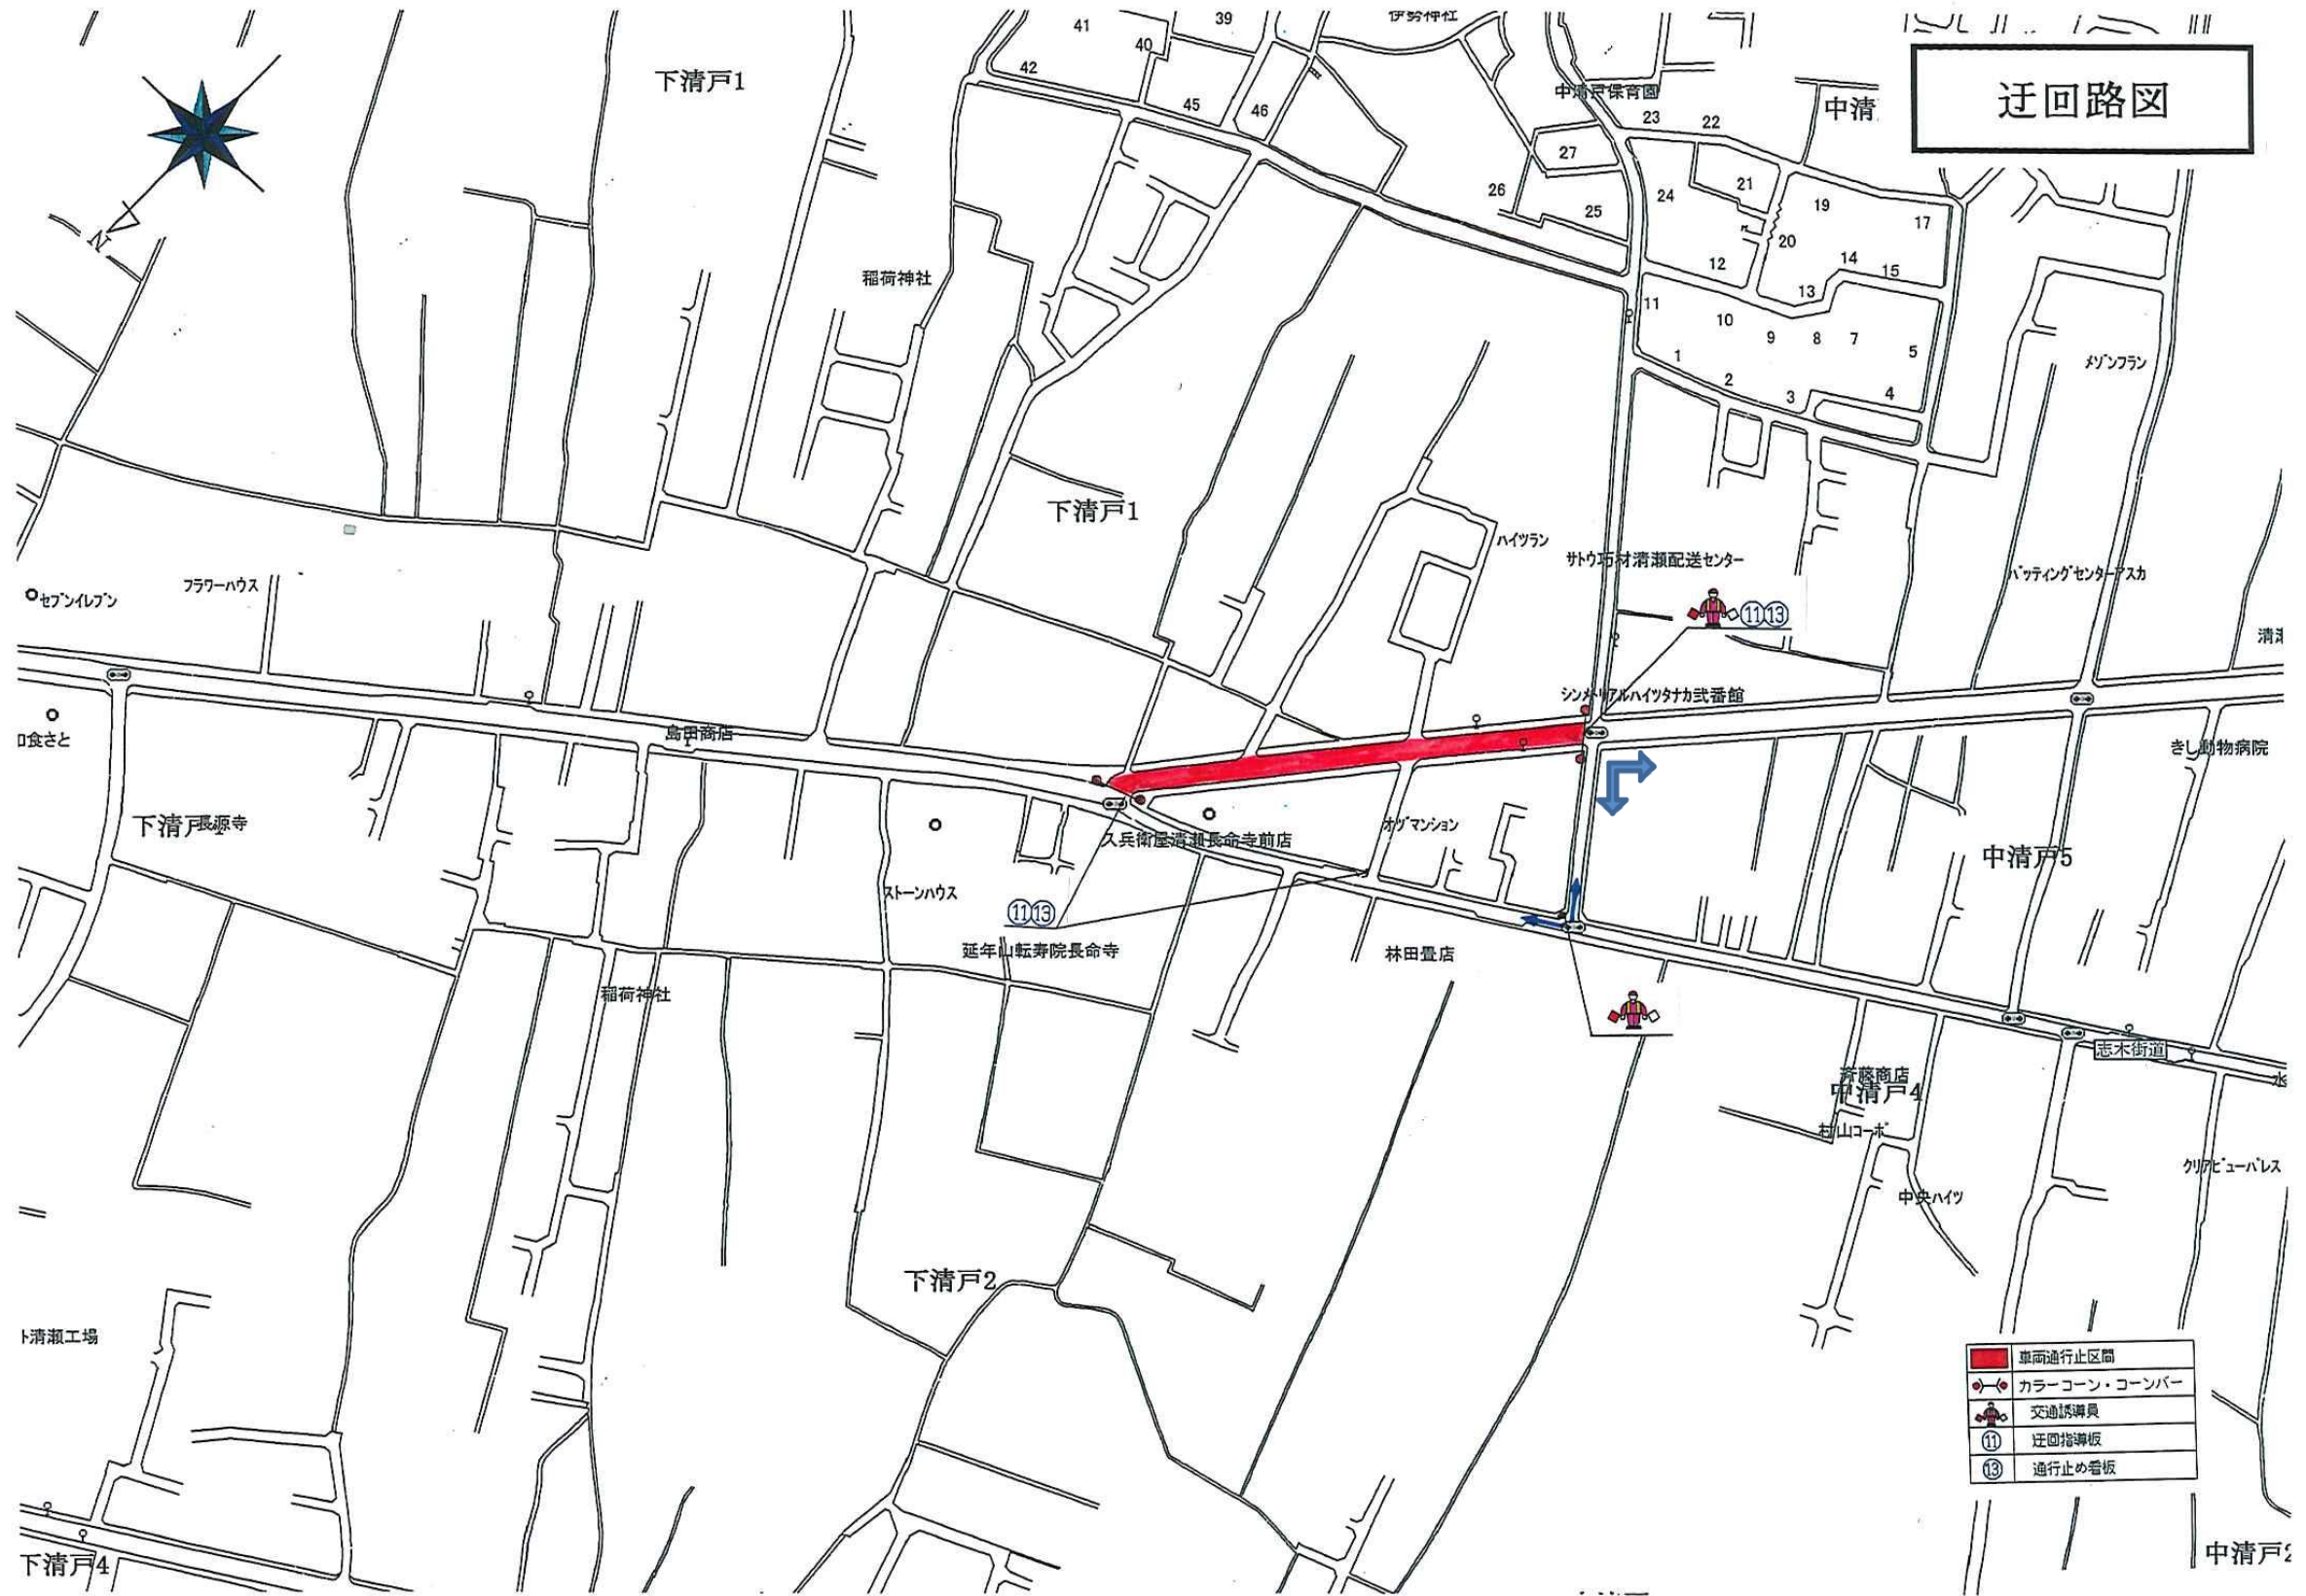 迂回路図
41
39
伊勢神社
40
42
45
46
下清戸1
中清戸保育園
中清
23
22
27
21
26
24
25
19
17
20
12
14
15
13
11
10
9
8
7
5
1
2
3
4
N
稲荷神社
メゾンフラン
下清戸1
ハイツラン
サトウ巧材清瀬配送センター
バッティングセンターアスカ
⑪⑬
セブンイレブン
フラワーハウス
シンメトリアルハイツタナカ弐番館
島田商店
きし動物病院
長源寺
久兵衛屋清瀬長命寺前店
オヅマンション
中清戸5
ストーンハウス
⑪⑬
延年山転寿院長命寺
林田畳店
稲荷神社
志木街道
斉藤商店
中清戸4
村山コーポ
クリアビューパレス
中央ハイツ
下清戸2
ト清瀬工場
車両通行止区間
カラーコーン・コーンバー
交通誘導員
⑪ 迂回指導板
⑬ 通行止め看板
下清戸4
中清戸2